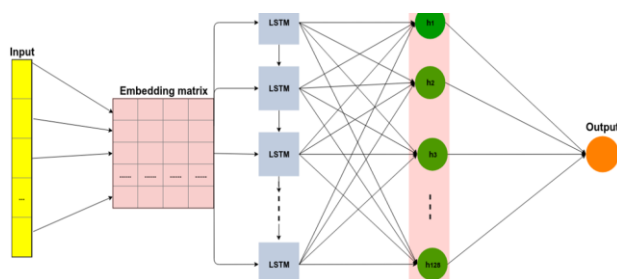 Input
...
Embedding matrix
LSTM
LSTM
LSTM
LSTM
h1
h2
h3
h128
Output